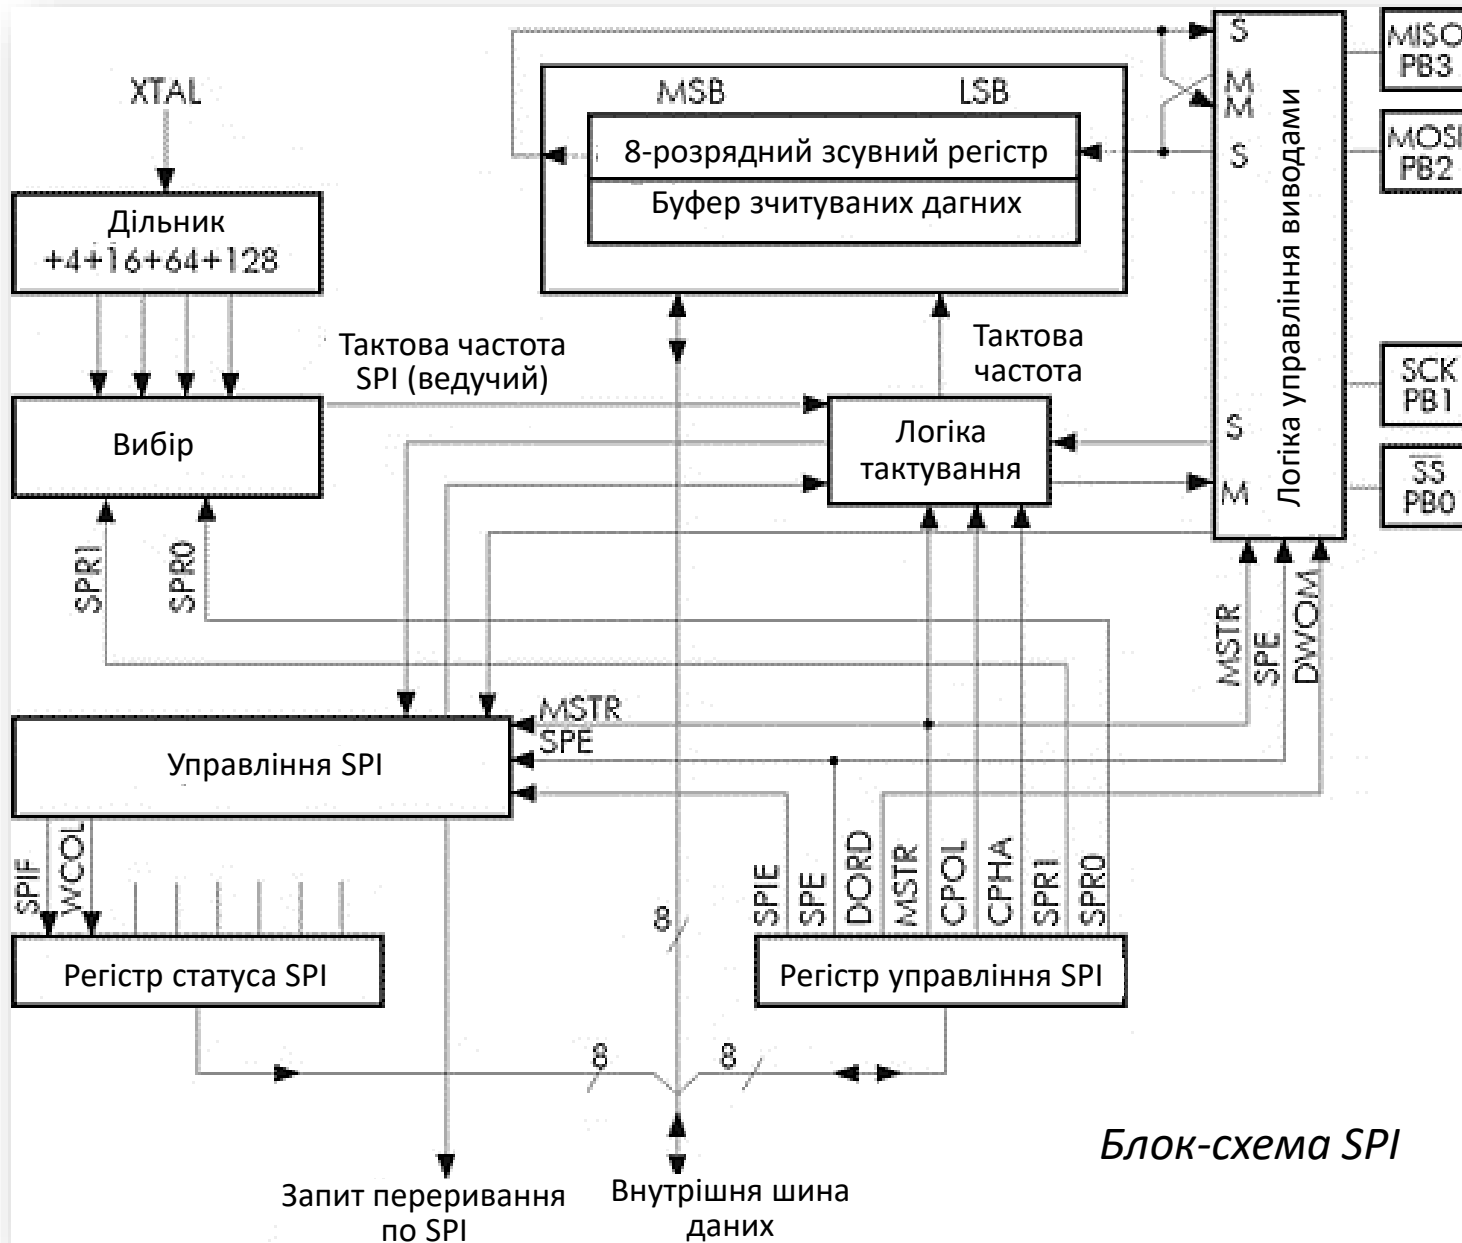 XTAL
Дільник
+4+16+64+128
Тактова частота
SPI (ведучий)
Вибір
SPR1
SPR0
MSB
LSB
8-розрядний зсувний регістр
Буфер зчитуваних дагних
Тактова
частота
Логіка
тактування
S
M
M
S
S
M
Логіка управління виводами
MISO
PB3
MOSI
PB2
SCK
PB1
SS
PB0
MSTR
SPE
DWOM
MSTR
SPE
Управління SPI
SPIF
WCOL
Регістр статуса SPI
SPIE
SPE
DORD
MSTR
CPOL
CPHA
SPR1
SPR0
Регістр управління SPI
8
8
8
Запит переривання
по SPI
Внутрішня шина
даних
Блок-схема SPI